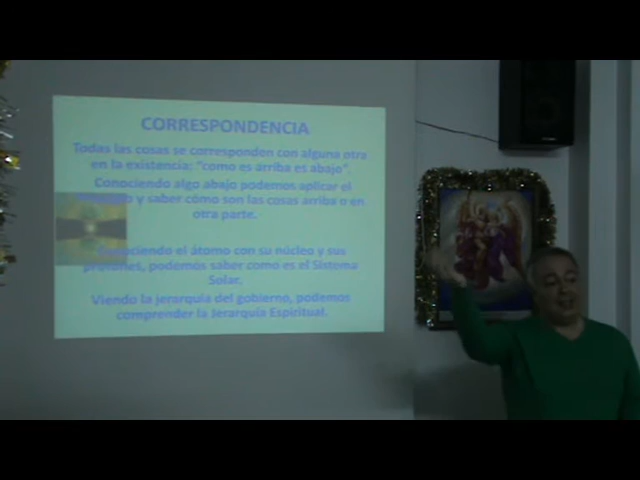 CORRESPONDENCIA
Todas las cosas se corresponden con alguna otra
en la existencia: "como es arriba es abajo".
Conociendo algo abajo podemos aplicar el
y saber cómo son las cosas arriba o en
otra parte.
Conociendo el átomo con su núcleo y sus
protones, podemos saber como es el Sistema
Solar.
Viendo la jerarquía del gobierno, podemos
comprender la Jerarquía Espiritual.